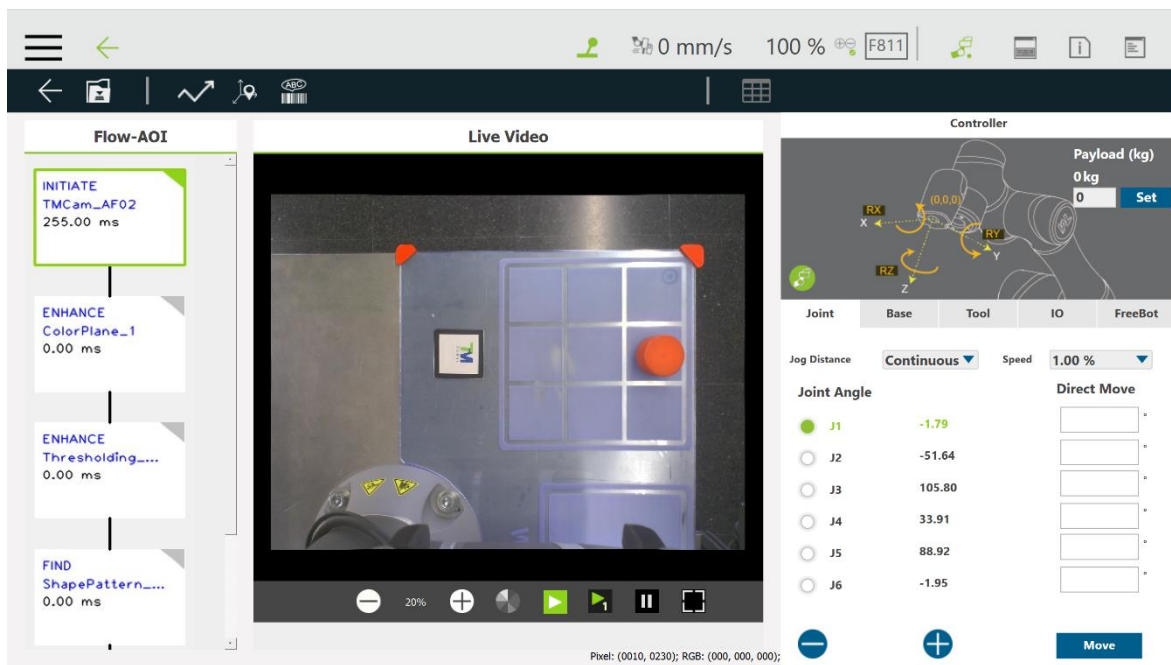 0 mm/s 100 % F811
ABC
Flow-AOI
INITIATE
TMCam_AF02
255.00 ms
ENHANCE
ColorPlane_1
0.00 ms
ENHANCE
Thresholding_...
0.00 ms
FIND
ShapePattern_...
0.00 ms
Live Video
TM
20%
1
Pixel: (0010, 0230); RGB: (000, 000, 000);
Controller
Payload (kg)
0 kg
0 Set
(0,0,0)
RX
X
RY
Y
RZ
Z
Joint Base Tool IO FreeBot
Jog Distance Continuous Speed 1.00 %
Joint Angle Direct Move
J1 -1.79 °
J2 -51.64 °
J3 105.80 °
J4 33.91 °
J5 88.92 °
J6 -1.95 °
Move